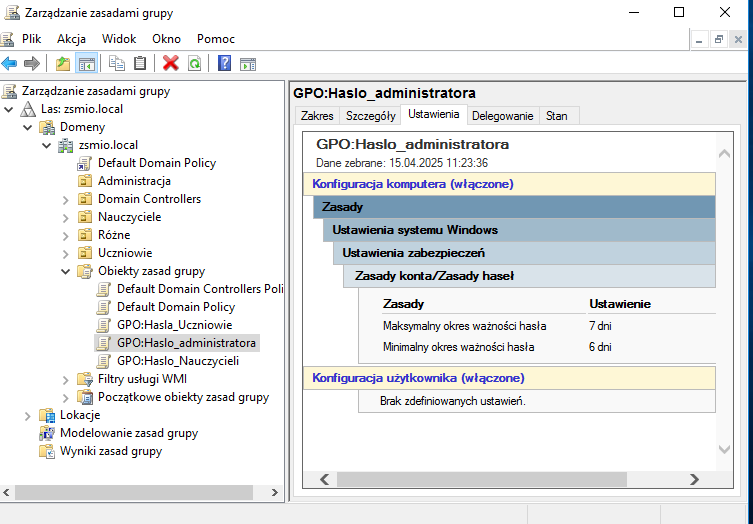 Zarządzanie zasadami grupy
Plik Akcja Widok Okno Pomoc
Zarządzanie zasadami grupy
Las: zsmio.local
Domeny
zsmio.local
Default Domain Policy
Administracja
Domain Controllers
Nauczyciele
Różne
Uczniowie
Obiekty zasad grupy
Default Domain Controllers Poli
Default Domain Policy
GPO:Hasla_Uczniowie
GPO:Haslo_administratora
GPO:Haslo_Nauczycieli
Filtry usługi WMI
Początkowe obiekty zasad grupy
Lokacje
Modelowanie zasad grupy
Wyniki zasad grupy
GPO:Haslo_administratora
Zakres Szczegóły Ustawienia Delegowanie Stan
GPO:Haslo_administratora
Dane zebrane: 15.04.2025 11:23:36
Konfiguracja komputera (włączone)
Zasady
Ustawienia systemu Windows
Ustawienia zabezpieczeń
Zasady konta/Zasady haseł
Zasady Ustawienie
Maksymalny okres ważności hasła 7 dni
Minimalny okres ważności hasła 6 dni
Konfiguracja użytkownika (włączone)
Brak zdefiniowanych ustawień.